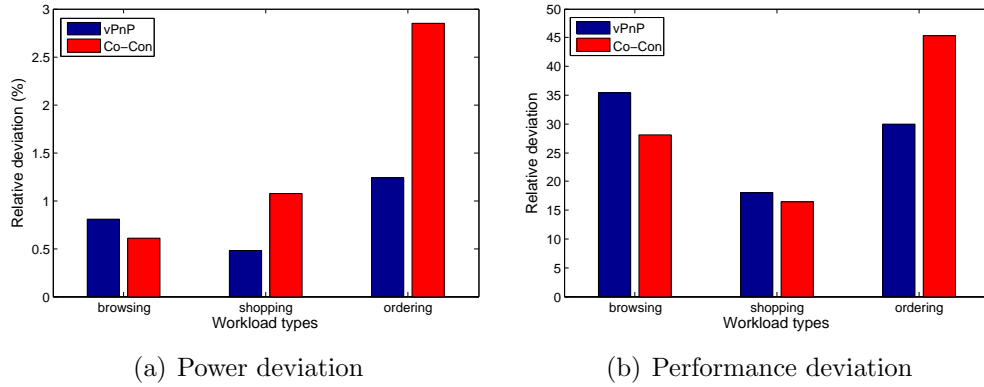 3
2.5
2
1.5
1
0.5
0
Relative deviation (%)
vPnP
Co−Con
browsing
shopping
ordering
Workload types
(a) Power deviation
50
45
40
35
30
25
20
15
10
5
0
Relative deviation
vPnP
Co−Con
browsing
shopping
ordering
Workload types
(b) Performance deviation